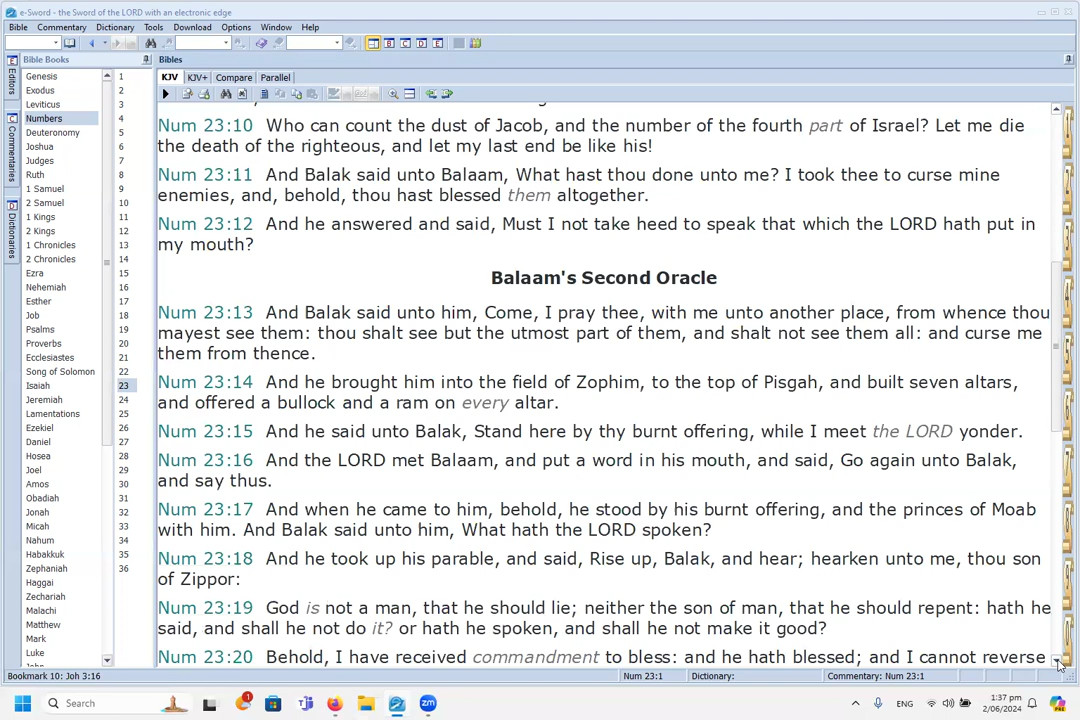 e-Sword - the Sword of the LORD with an electronic edge
Bible Commentary Dictionary Tools Download Options Window Help
B C D E
Bible Books
Bibles
Editors
Commentaries
Dictionaries
KJV KJV+ Compare Parallel
Genesis 1
Exodus 2
Leviticus 3
Numbers 4
Deuteronomy 5
Joshua 6
Judges 7
Ruth 8
1 Samuel 9
2 Samuel 10
1 Kings 11
2 Kings 12
1 Chronicles 13
2 Chronicles 14
Ezra 15
Nehemiah 16
Esther 17
Job 18
Psalms 19
Proverbs 20
Ecclesiastes 21
Song of Solomon 22
Isaiah 23
Jeremiah 24
Lamentations 25
Ezekiel 26
Daniel 27
Hosea 28
Joel 29
Amos 30
Obadiah 31
Jonah 32
Micah 33
Nahum 34
Habakkuk 35
Zephaniah 36
Haggai
Zechariah
Malachi
Matthew
Mark
Luke
John
Num 23:10 Who can count the dust of Jacob, and the number of the fourth part of Israel? Let me die
the death of the righteous, and let my last end be like his!
Num 23:11 And Balak said unto Balaam, What hast thou done unto me? I took thee to curse mine
enemies, and, behold, thou hast blessed them altogether.
Num 23:12 And he answered and said, Must I not take heed to speak that which the LORD hath put in
my mouth?
Balaam's Second Oracle
Num 23:13 And Balak said unto him, Come, I pray thee, with me unto another place, from whence thou
mayest see them: thou shalt see but the utmost part of them, and shalt not see them all: and curse me
them from thence.
Num 23:14 And he brought him into the field of Zophim, to the top of Pisgah, and built seven altars,
and offered a bullock and a ram on every altar.
Num 23:15 And he said unto Balak, Stand here by thy burnt offering, while I meet the LORD yonder.
Num 23:16 And the LORD met Balaam, and put a word in his mouth, and said, Go again unto Balak,
and say thus.
Num 23:17 And when he came to him, behold, he stood by his burnt offering, and the princes of Moab
with him. And Balak said unto him, What hath the LORD spoken?
Num 23:18 And he took up his parable, and said, Rise up, Balak, and hear; hearken unto me, thou son
of Zippor:
Num 23:19 God is not a man, that he should lie; neither the son of man, that he should repent: hath he
said, and shall he not do it? or hath he spoken, and shall he not make it good?
Num 23:20 Behold, I have received commandment to bless: and he hath blessed; and I cannot reverse
1
2
3
4
5
6
7
8
9
Bookmark 10: Joh 3:16 Num 23:1 Dictionary: Commentary: Num 23:1
Search 1 zm ENG 1:37 pm
2/06/2024 PRE